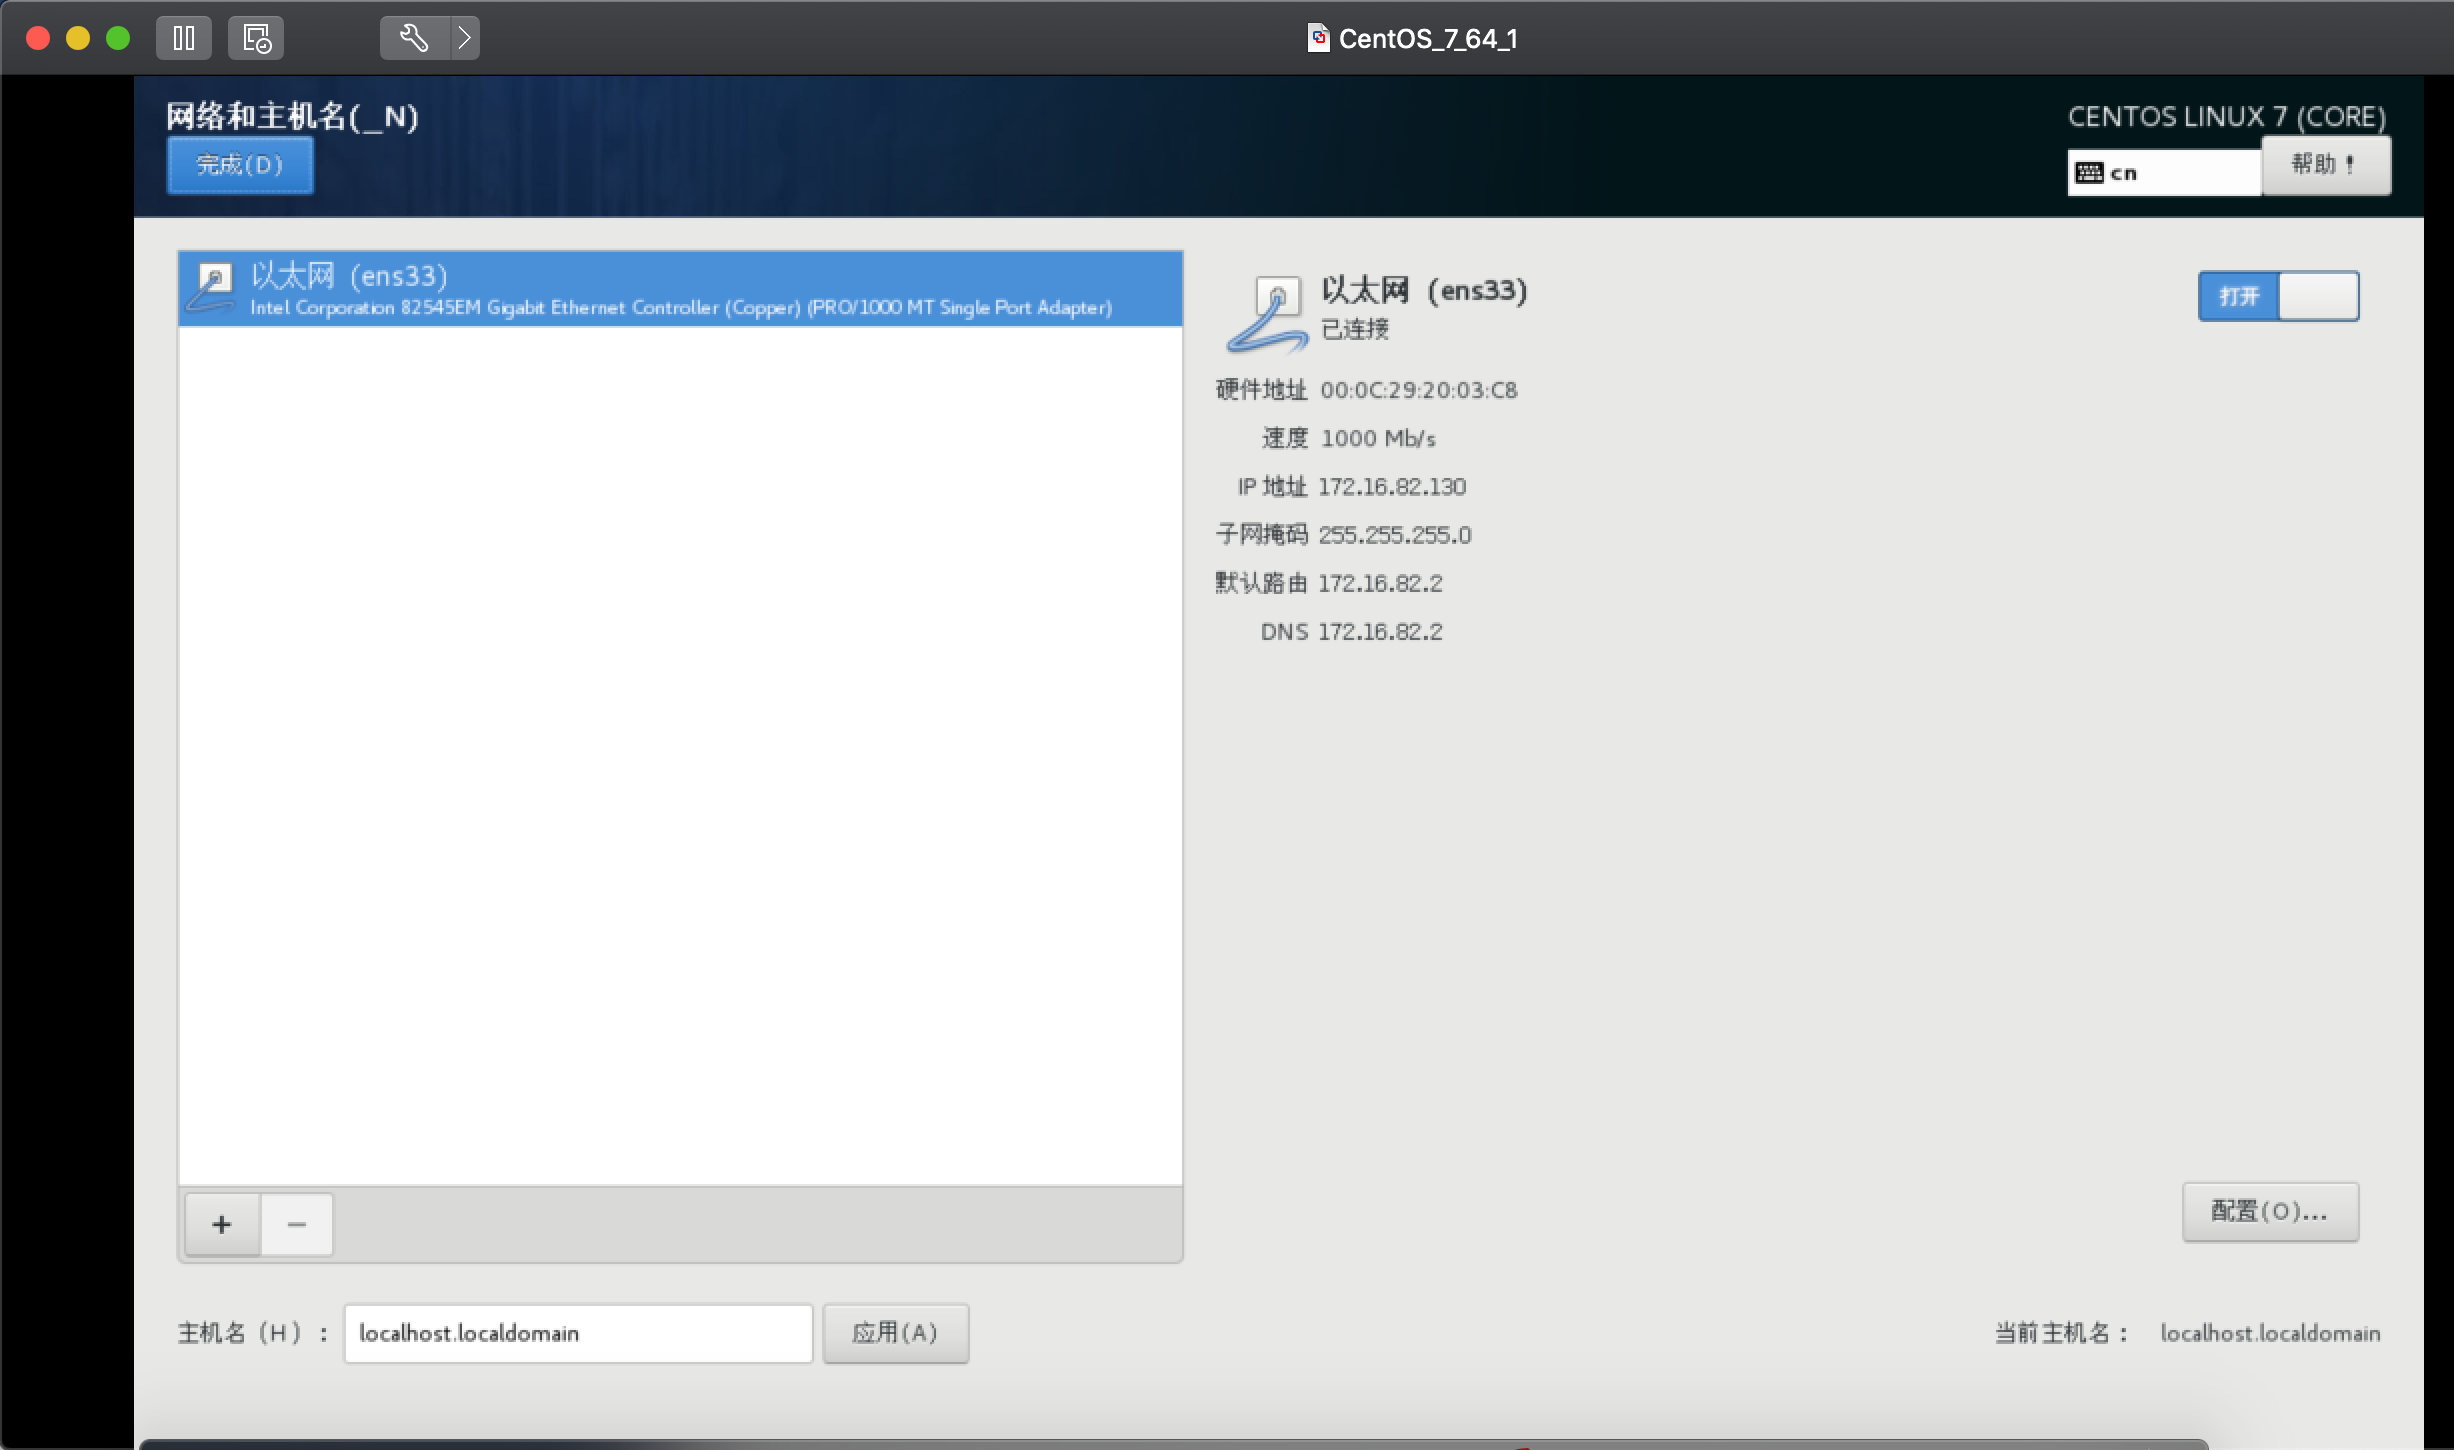 CentOS_7_64_1
网络和主机名(_N)
CENTOS LINUX 7 (CORE)
完成(D)
cn
帮助！
以太网 (ens33)
Intel Corporation 82545EM Gigabit Ethernet Controller (Copper) (PRO/1000 MT Single Port Adapter)
以太网 (ens33)
已连接
打开
硬件地址 00:0C:29:20:03:C8
速度 1000 Mb/s
IP 地址 172.16.82.130
子网掩码 255.255.255.0
默认路由 172.16.82.2
DNS 172.16.82.2
+ −
配置(O)...
主机名 (H) ： localhost.localdomain 应用(A)
当前主机名： localhost.localdomain